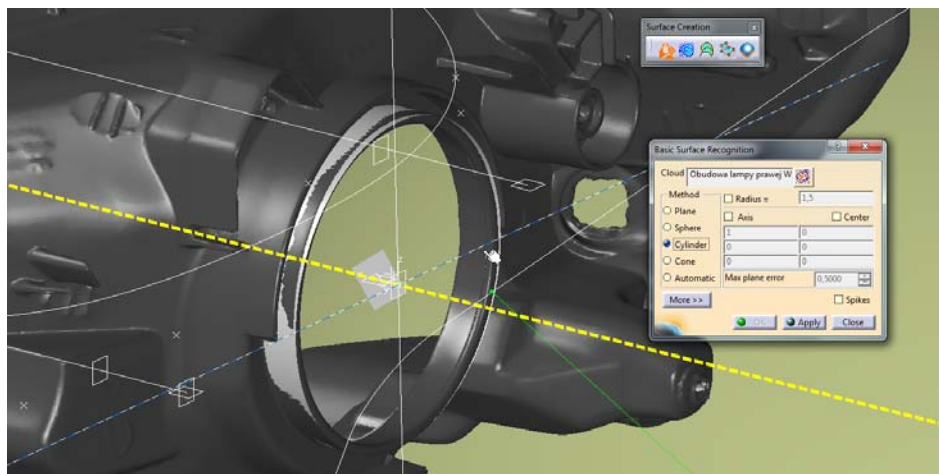 Surface Creation
Basic Surface Recognition
Cloud Obudowa lampy prawej W
Method
Radius = 1,5
Plane
Axis Center
Sphere
1 0
Cylinder
0 0
Cone
0 0
Automatic Max plane error 0,5000
More >> Spikes
OK Apply Close